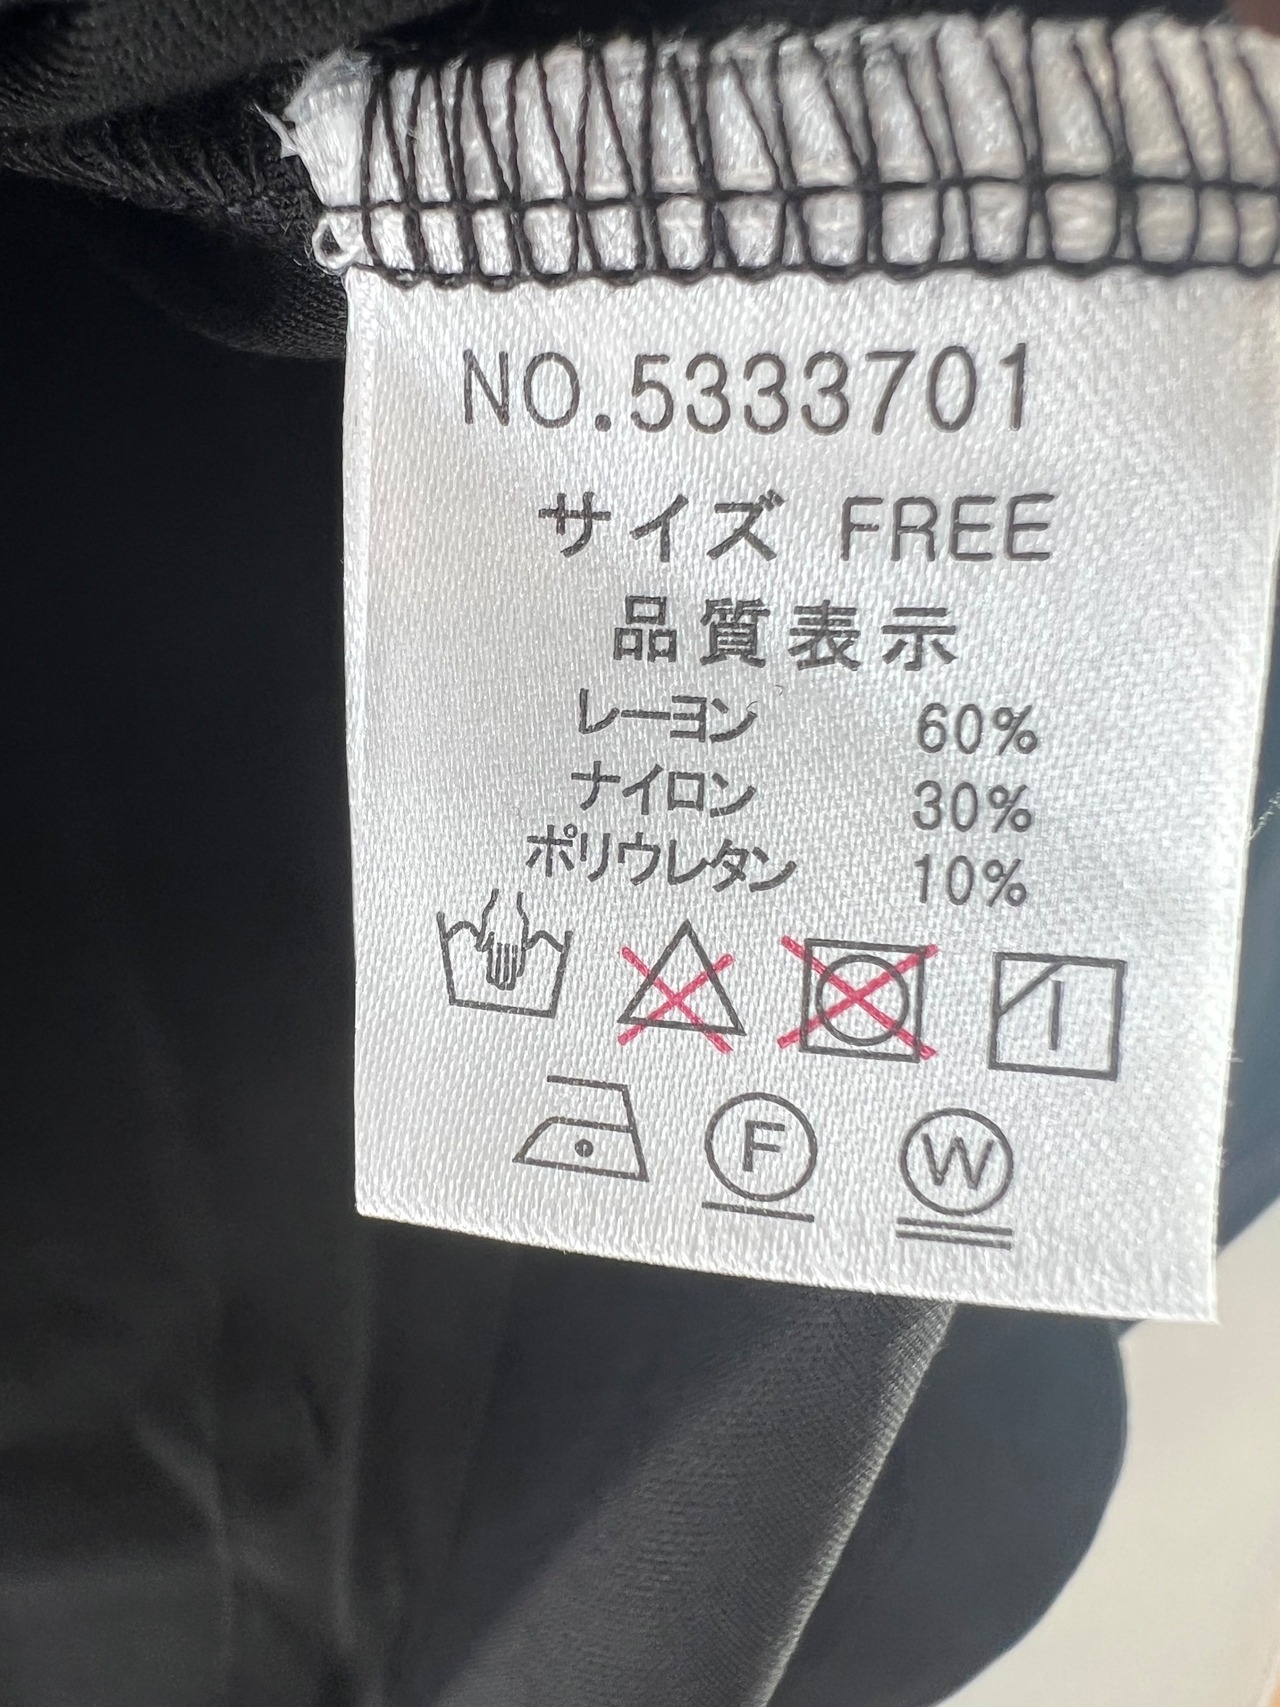 NO.5333701
サイズ FREE
品質表示
レーヨン 60%
ナイロン 30%
ポリウレタン 10%
F W